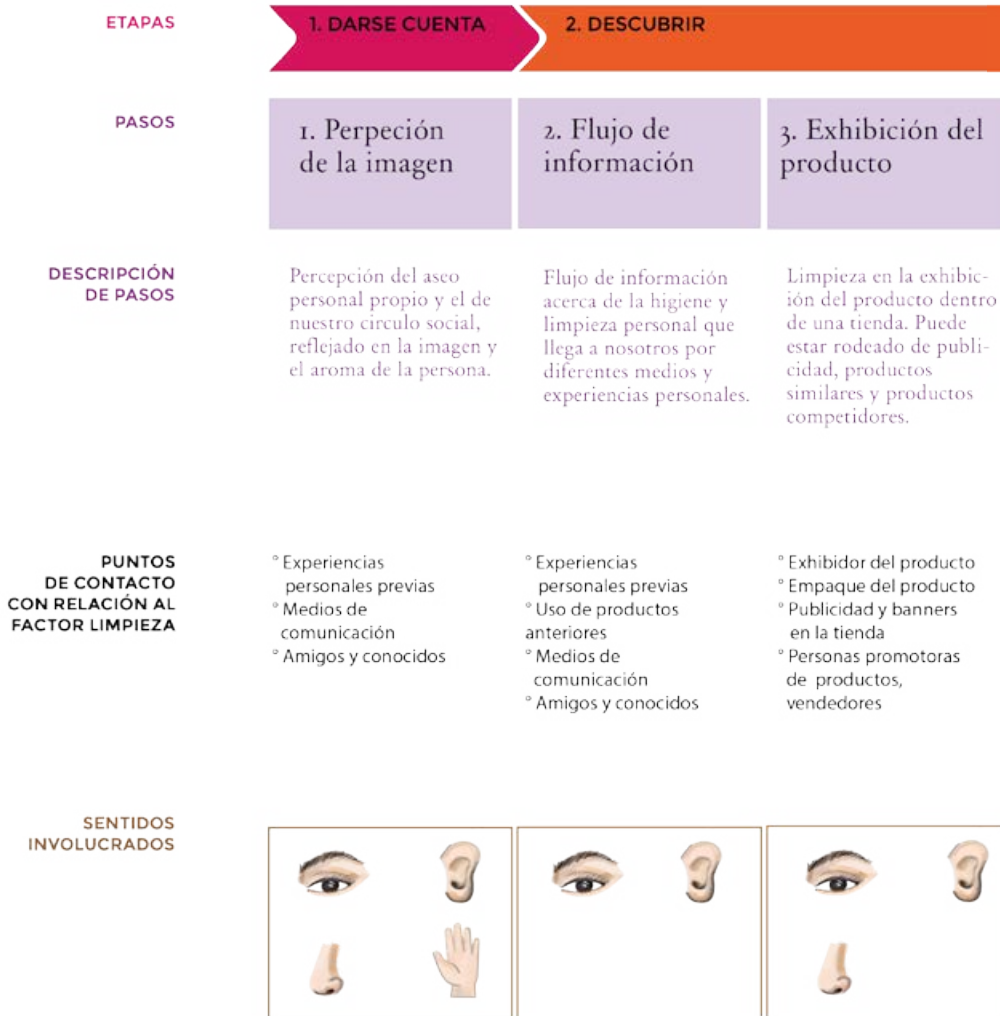 ETAPAS
1. DARSE CUENTA
2. DESCUBRIR
PASOS
1. Perpeción
de la imagen
2. Flujo de
información
3. Exhibición del
producto
DESCRIPCIÓN
DE PASOS
Percepción del aseo
personal propio y el de
nuestro circulo social,
reflejado en la imagen y
el aroma de la persona.
Flujo de información
acerca de la higiene y
limpieza personal que
llega a nosotros por
diferentes medios y
experiencias personales.
Limpieza en la exhibic-
ión del producto dentro
de una tienda. Puede
estar rodeado de publi-
cidad, productos
similares y productos
competidores.
PUNTOS
DE CONTACTO
CON RELACIÓN AL
FACTOR LIMPIEZA
° Experiencias
personales previas
° Medios de
comunicación
° Amigos y conocidos
° Experiencias
personales previas
° Uso de productos
anteriores
° Medios de
comunicación
° Amigos y conocidos
° Exhibidor del producto
° Empaque del producto
° Publicidad y banners
en la tienda
° Personas promotoras
de productos,
vendedores
SENTIDOS
INVOLUCRADOS